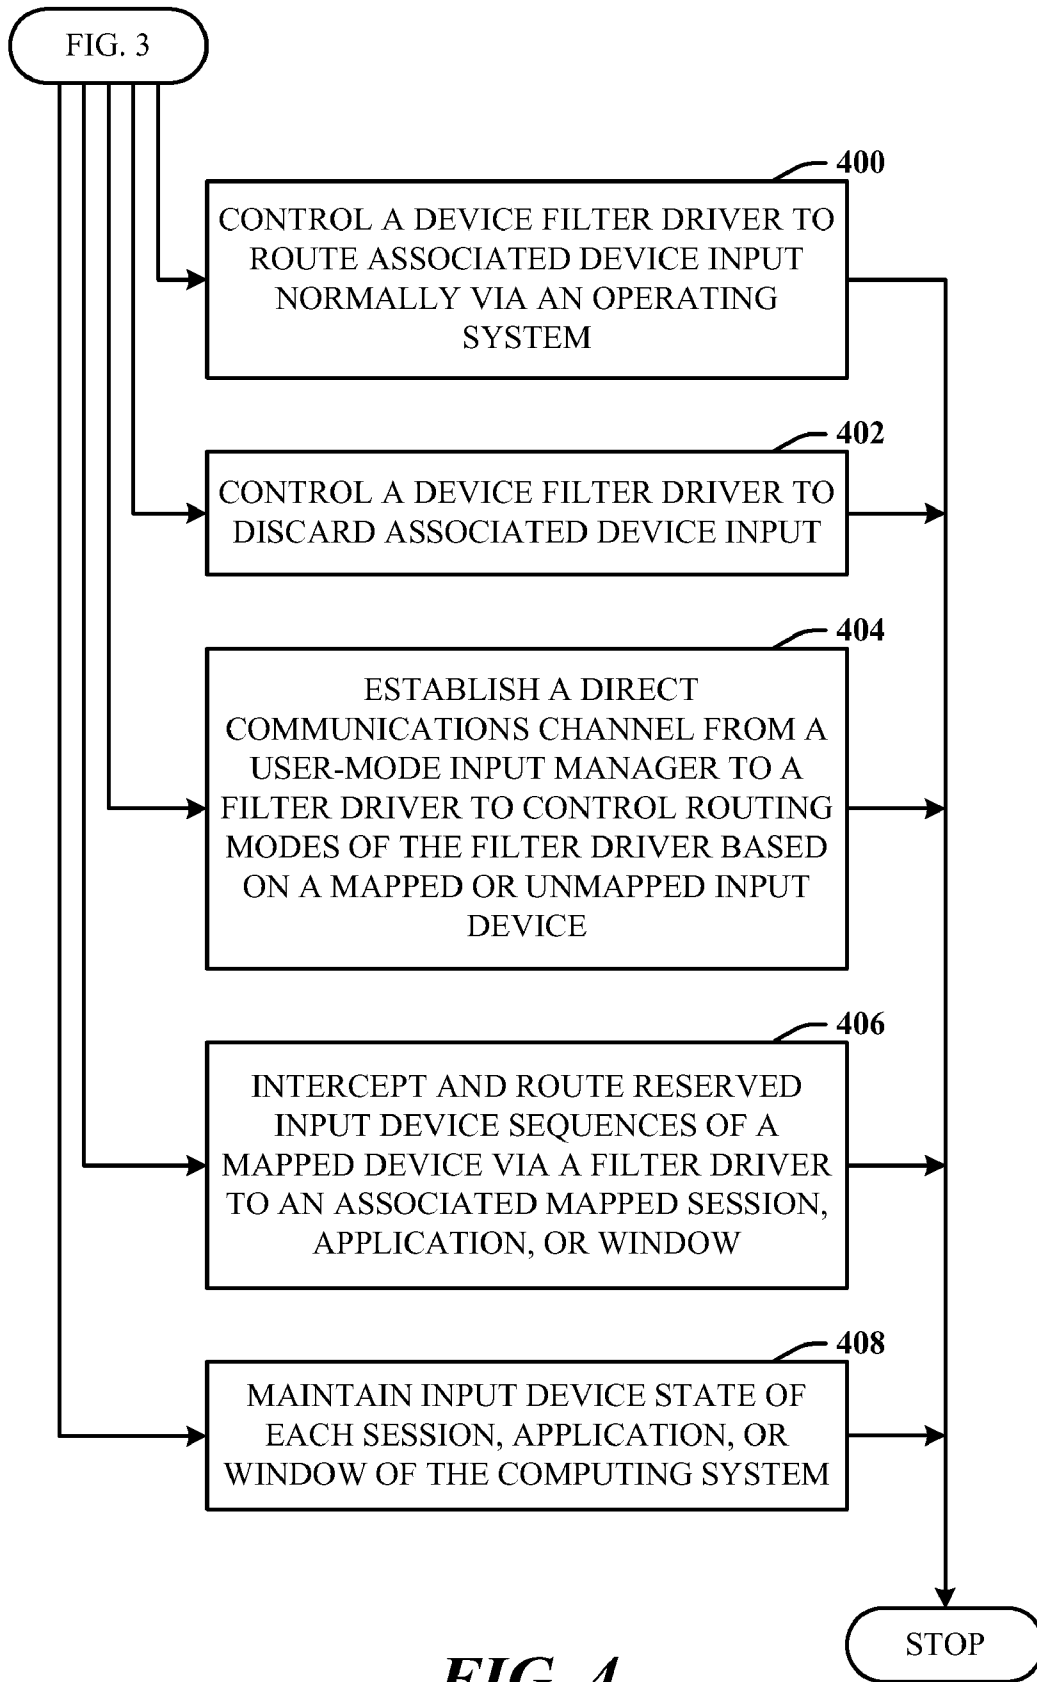 FIG. 3
400
CONTROL A DEVICE FILTER DRIVER TO
ROUTE ASSOCIATED DEVICE INPUT
NORMALLY VIA AN OPERATING
SYSTEM
402
CONTROL A DEVICE FILTER DRIVER TO
DISCARD ASSOCIATED DEVICE INPUT
404
ESTABLISH A DIRECT
COMMUNICATIONS CHANNEL FROM A
USER-MODE INPUT MANAGER TO A
FILTER DRIVER TO CONTROL ROUTING
MODES OF THE FILTER DRIVER BASED
ON A MAPPED OR UNMAPPED INPUT
DEVICE
406
INTERCEPT AND ROUTE RESERVED
INPUT DEVICE SEQUENCES OF A
MAPPED DEVICE VIA A FILTER DRIVER
TO AN ASSOCIATED MAPPED SESSION,
APPLICATION, OR WINDOW
408
MAINTAIN INPUT DEVICE STATE OF
EACH SESSION, APPLICATION, OR
WINDOW OF THE COMPUTING SYSTEM
STOP
FIG. 4